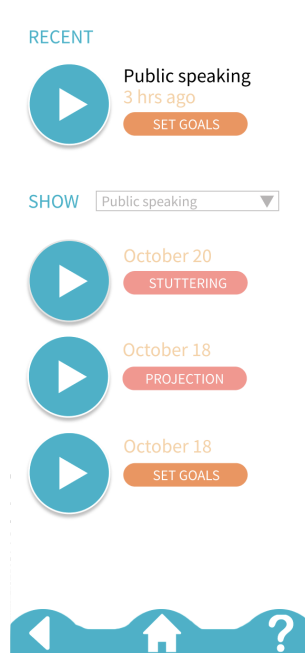 RECENT
Public speaking
3 hrs ago
SET GOALS
SHOW
Public speaking
October 20
STUTTERING
October 18
PROJECTION
October 18
SET GOALS
?